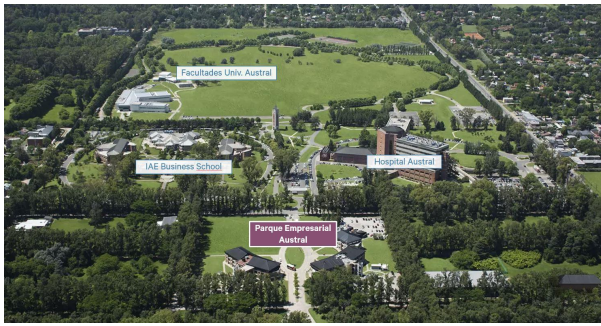 Facultades Univ. Austral
IAE Business School
Hospital Austral
Parque Empresarial
Austral